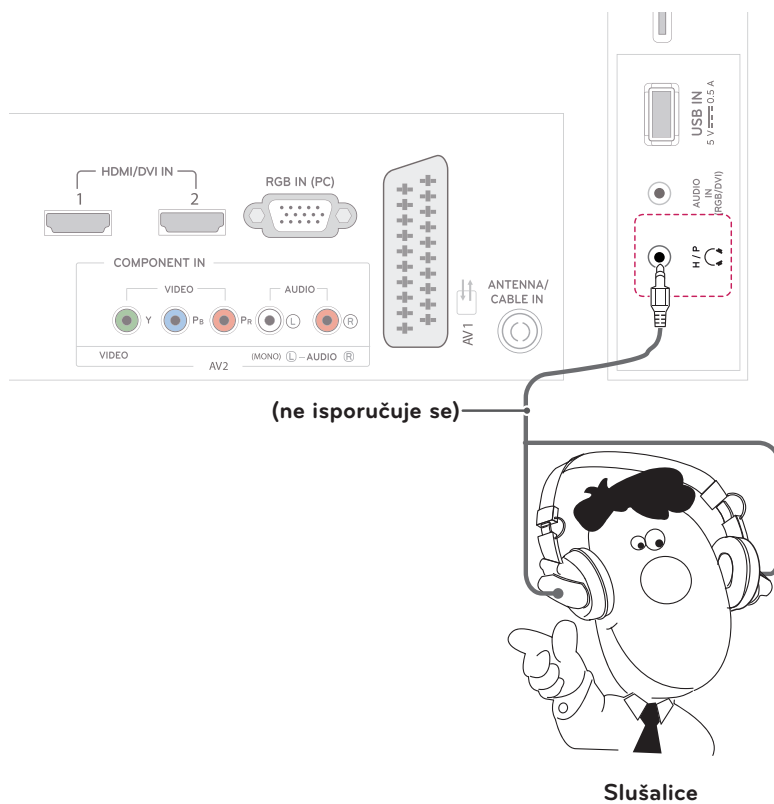 USB IN
5 V 0.5 A
AUDIO
IN
(RGB/DVI)
H / P
HDMI/DVI IN
1
2
RGB IN (PC)
COMPONENT IN
VIDEO
AUDIO
Y
PB
PR
L
R
VIDEO
(MONO) L – AUDIO R
AV2
AV1
ANTENNA/
CABLE IN
(ne isporučuje se)
Slušalice